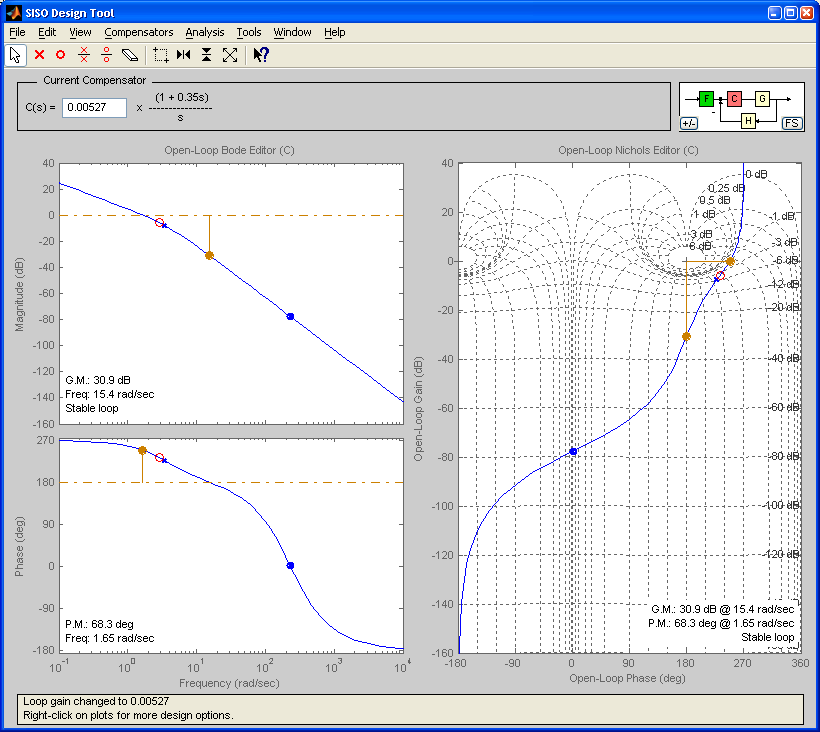 SISO Design Tool
File Edit View Compensators Analysis Tools Window Help
Current Compensator
C(s) = 0.00527 x (1 + 0.35s)
s
F C G
H
+/- FS
Open-Loop Bode Editor (C)
40
20
0
-20
-40
-60
-80
-100
-120
-140
-160
Magnitude (dB)
G.M.: 30.9 dB
Freq: 15.4 rad/sec
Stable loop
270
180
90
0
-90
-180
Phase (deg)
P.M.: 68.3 deg
Freq: 1.65 rad/sec
10^-1 10^0 10^1 10^2 10^3 10^4
Frequency (rad/sec)
Open-Loop Nichols Editor (C)
40
20
0
-20
-40
-60
-80
-100
-120
-140
-160
Open-Loop Gain (dB)
0 dB
0.25 dB
0.5 dB
1 dB
3 dB
6 dB
-1 dB
-3 dB
-6 dB
-12 dB
-20 dB
-40 dB
-60 dB
-80 dB
-100 dB
-120 dB
G.M.: 30.9 dB @ 15.4 rad/sec
P.M.: 68.3 deg @ 1.65 rad/sec
Stable loop
-180 -90 0 90 180 270 360
Open-Loop Phase (deg)
Loop gain changed to 0.00527
Right-click on plots for more design options.